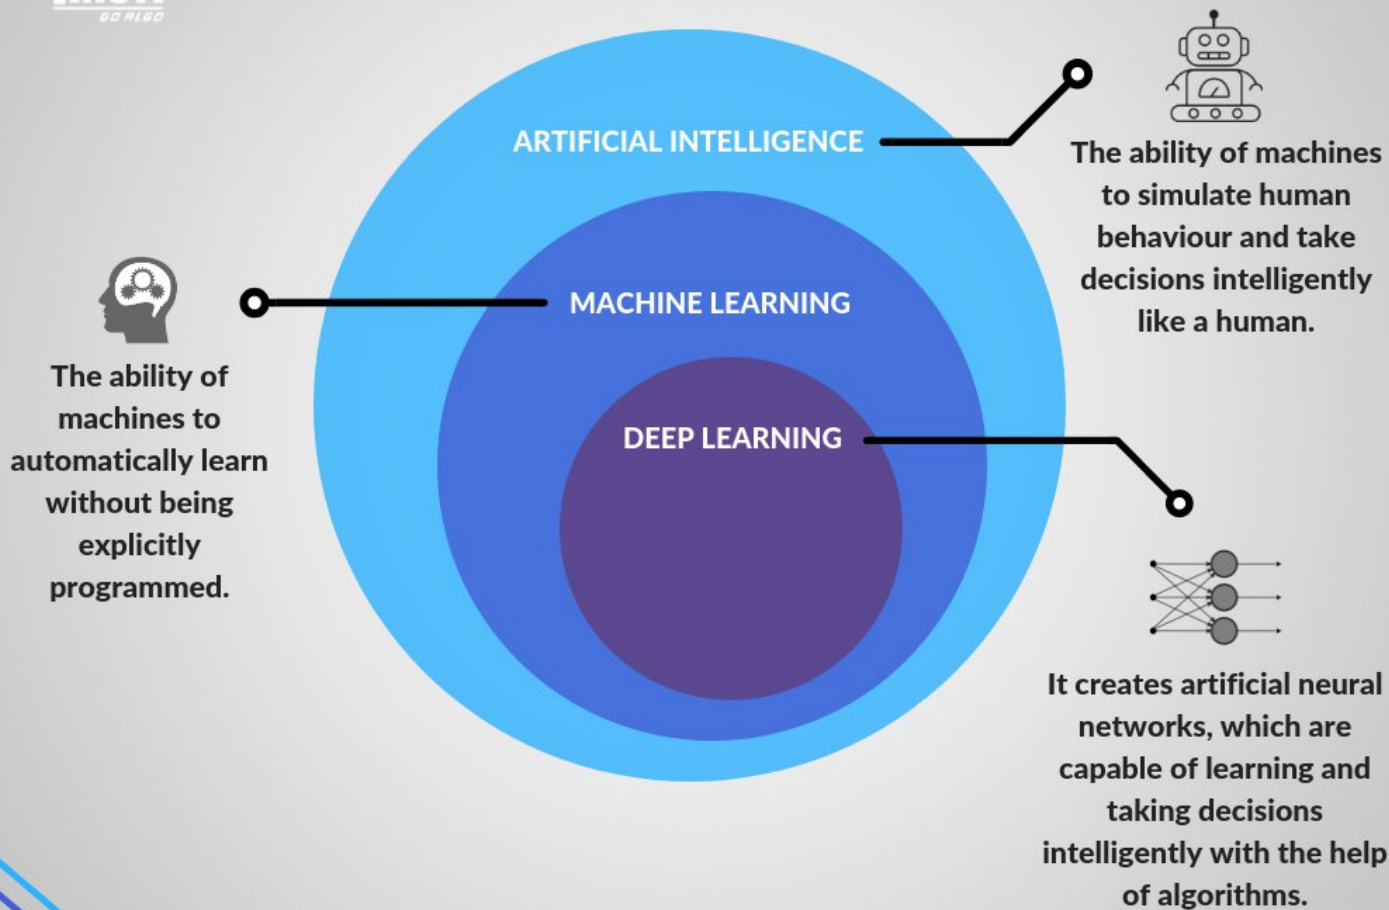 GO ALGO
ARTIFICIAL INTELLIGENCE
The ability of machines
to simulate human
behaviour and take
decisions intelligently
like a human.
MACHINE LEARNING
The ability of
machines to
automatically learn
without being
explicitly
programmed.
DEEP LEARNING
It creates artificial neural
networks, which are
capable of learning and
taking decisions
intelligently with the help
of algorithms.